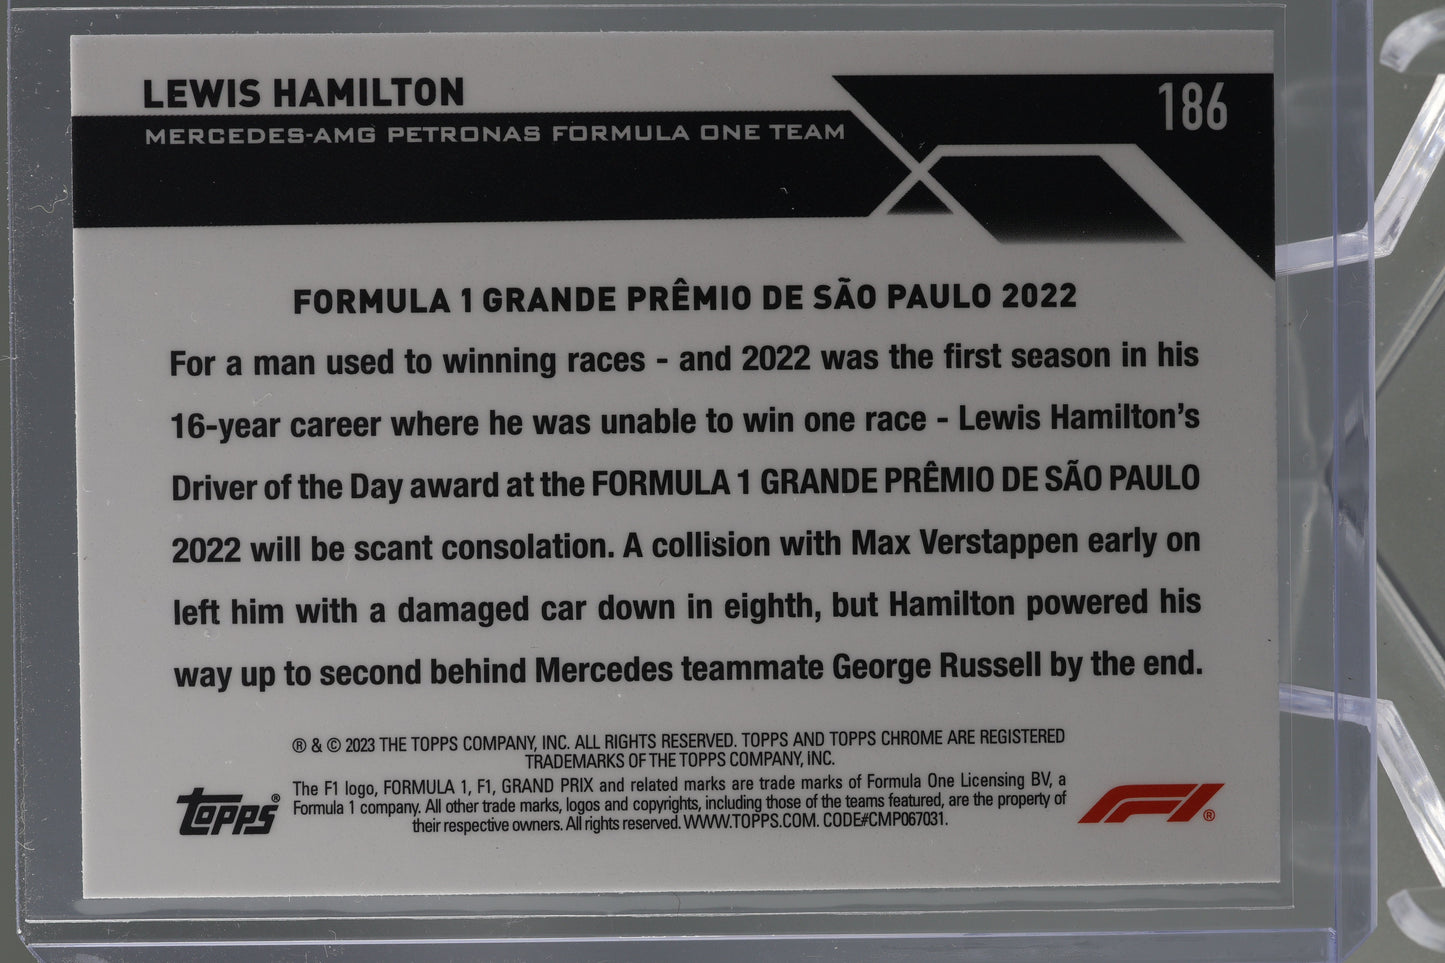 LEWIS HAMILTON
MERCEDES-AMG PETRONAS FORMULA ONE TEAM
186
FORMULA 1 GRANDE PRÊMIO DE SÃO PAULO 2022
For a man used to winning races - and 2022 was the first season in his
16-year career where he was unable to win one race - Lewis Hamilton's
Driver of the Day award at the FORMULA 1 GRANDE PRÊMIO DE SÃO PAULO
2022 will be scant consolation. A collision with Max Verstappen early on
left him with a damaged car down in eighth, but Hamilton powered his
way up to second behind Mercedes teammate George Russell by the end.
® & © 2023 THE TOPPS COMPANY, INC. ALL RIGHTS RESERVED. TOPPS AND TOPPS CHROME ARE REGISTERED
TRADEMARKS OF THE TOPPS COMPANY, INC.
The F1 logo, FORMULA 1, F1, GRAND PRIX and related marks are trade marks of Formula One Licensing BV, a
Formula 1 company. All other trade marks, logos and copyrights, including those of the teams featured, are the property of
their respective owners. All rights reserved. WWW.TOPPS.COM. CODE#CMP067031.
TOPPS®
F1®